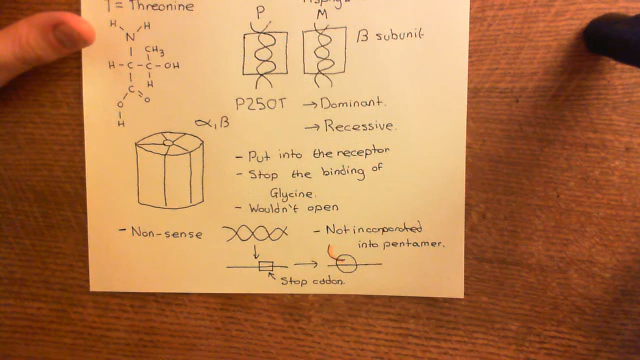 T = Threonine
P
M
β subunit
H
H
N
CH3
H-C-C-OH
H
C
O
O
H
P250T → Dominant.
→ Recessive.
α, β
- Put into the receptor
- Stop the binding of
Glycine.
- Wouldn't open
- Non-sense
- Not incorporated
into pentamer.
Stop codon.